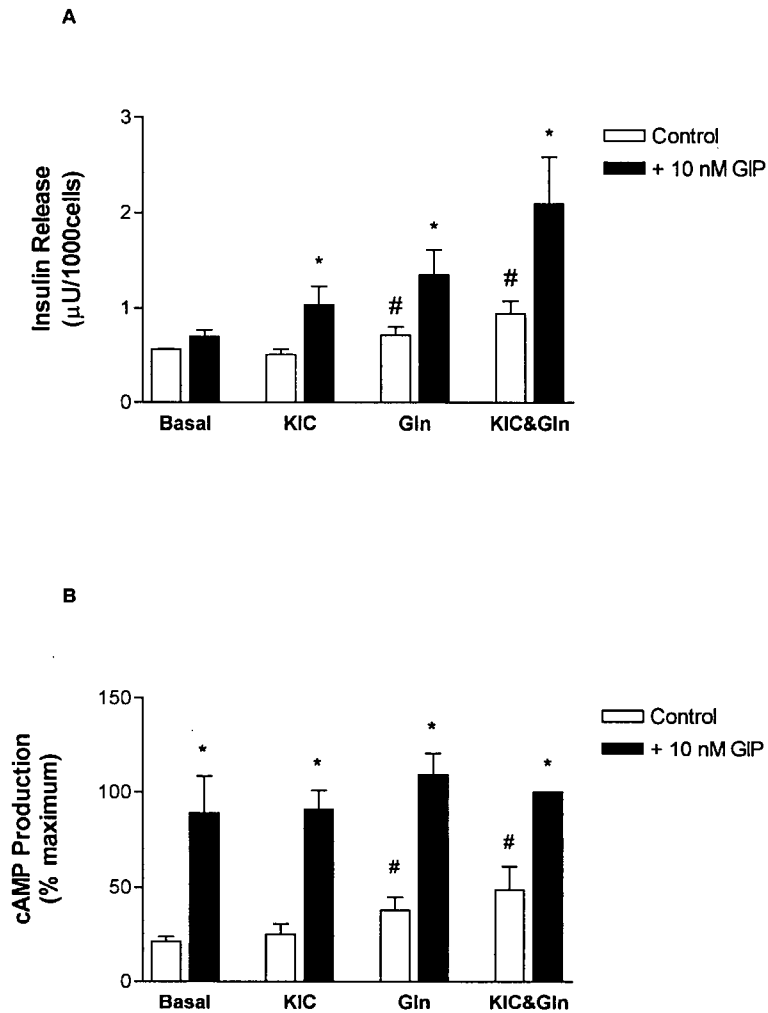 A
Insulin Release
(µU/1000cells)
3
2
1
0
*
*
*
#
#
Basal
KIC
Gln
KIC&Gln
Control
+ 10 nM GIP
B
cAMP Production
(% maximum)
150
100
50
0
*
*
*
*
#
#
Basal
KIC
Gln
KIC&Gln
Control
+ 10 nM GIP